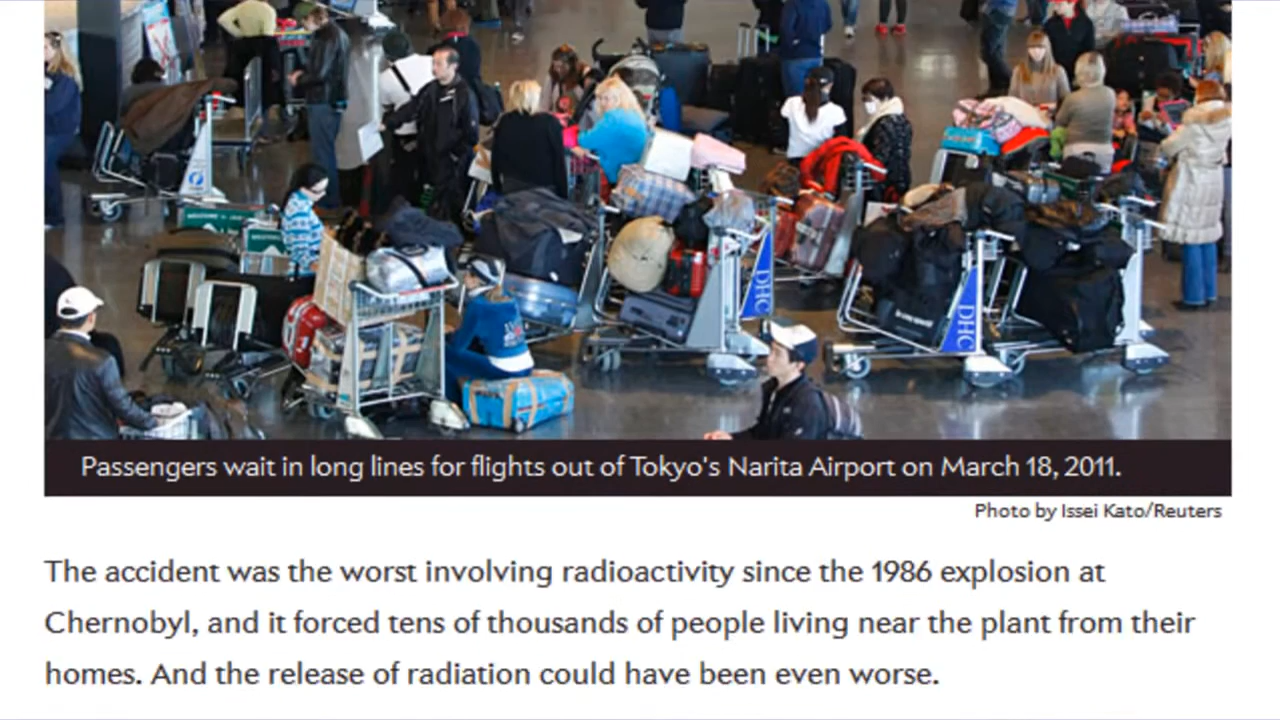 WELCOME
DHC
DHC
Passengers wait in long lines for flights out of Tokyo's Narita Airport on March 18, 2011.
Photo by Issei Kato/Reuters
The accident was the worst involving radioactivity since the 1986 explosion at
Chernobyl, and it forced tens of thousands of people living near the plant from their
homes. And the release of radiation could have been even worse.